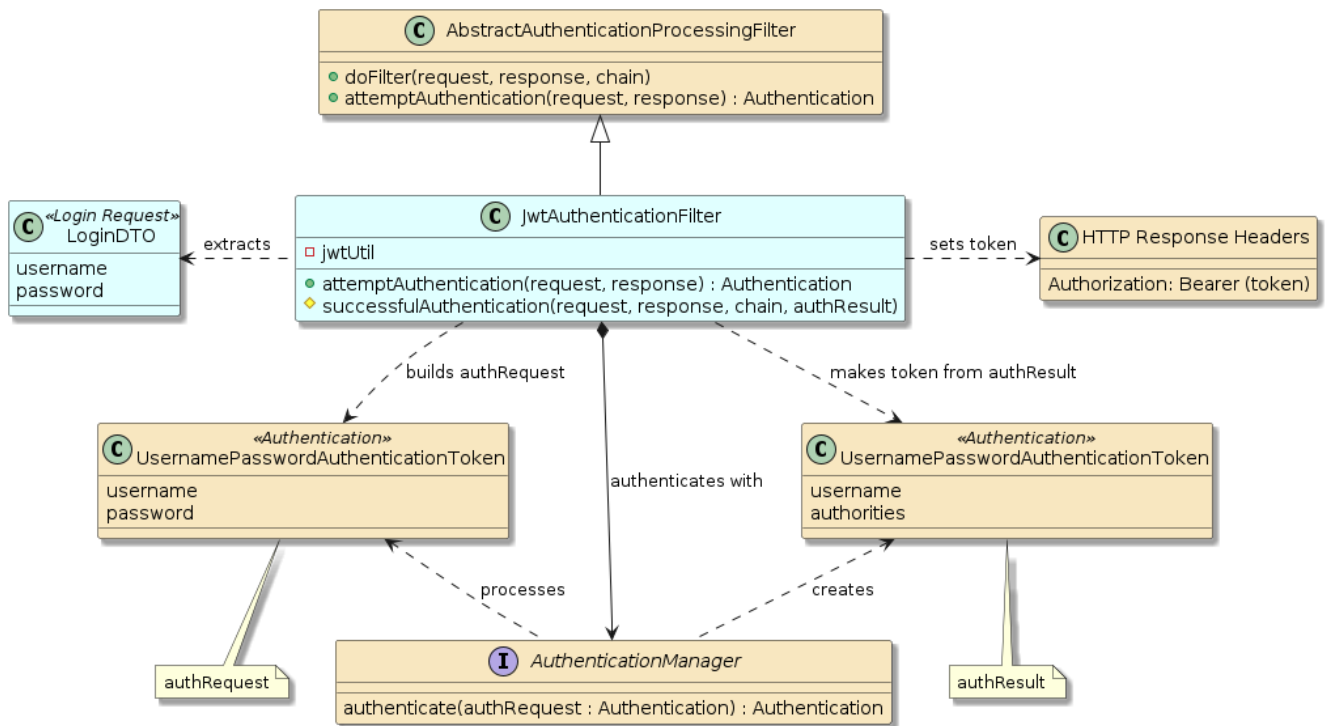 C AbstractAuthenticationProcessingFilter
doFilter(request, response, chain)
attemptAuthentication(request, response) : Authentication
«Login Request»
C LoginDTO
username
password
extracts
C JwtAuthenticationFilter
jwtUtil
attemptAuthentication(request, response) : Authentication
successfulAuthentication(request, response, chain, authResult)
sets token
C HTTP Response Headers
Authorization: Bearer (token)
builds authRequest
makes token from authResult
«Authentication»
C UsernamePasswordAuthenticationToken
username
password
authenticates with
«Authentication»
C UsernamePasswordAuthenticationToken
username
authorities
processes
creates
authRequest
I AuthenticationManager
authenticate(authRequest : Authentication) : Authentication
authResult